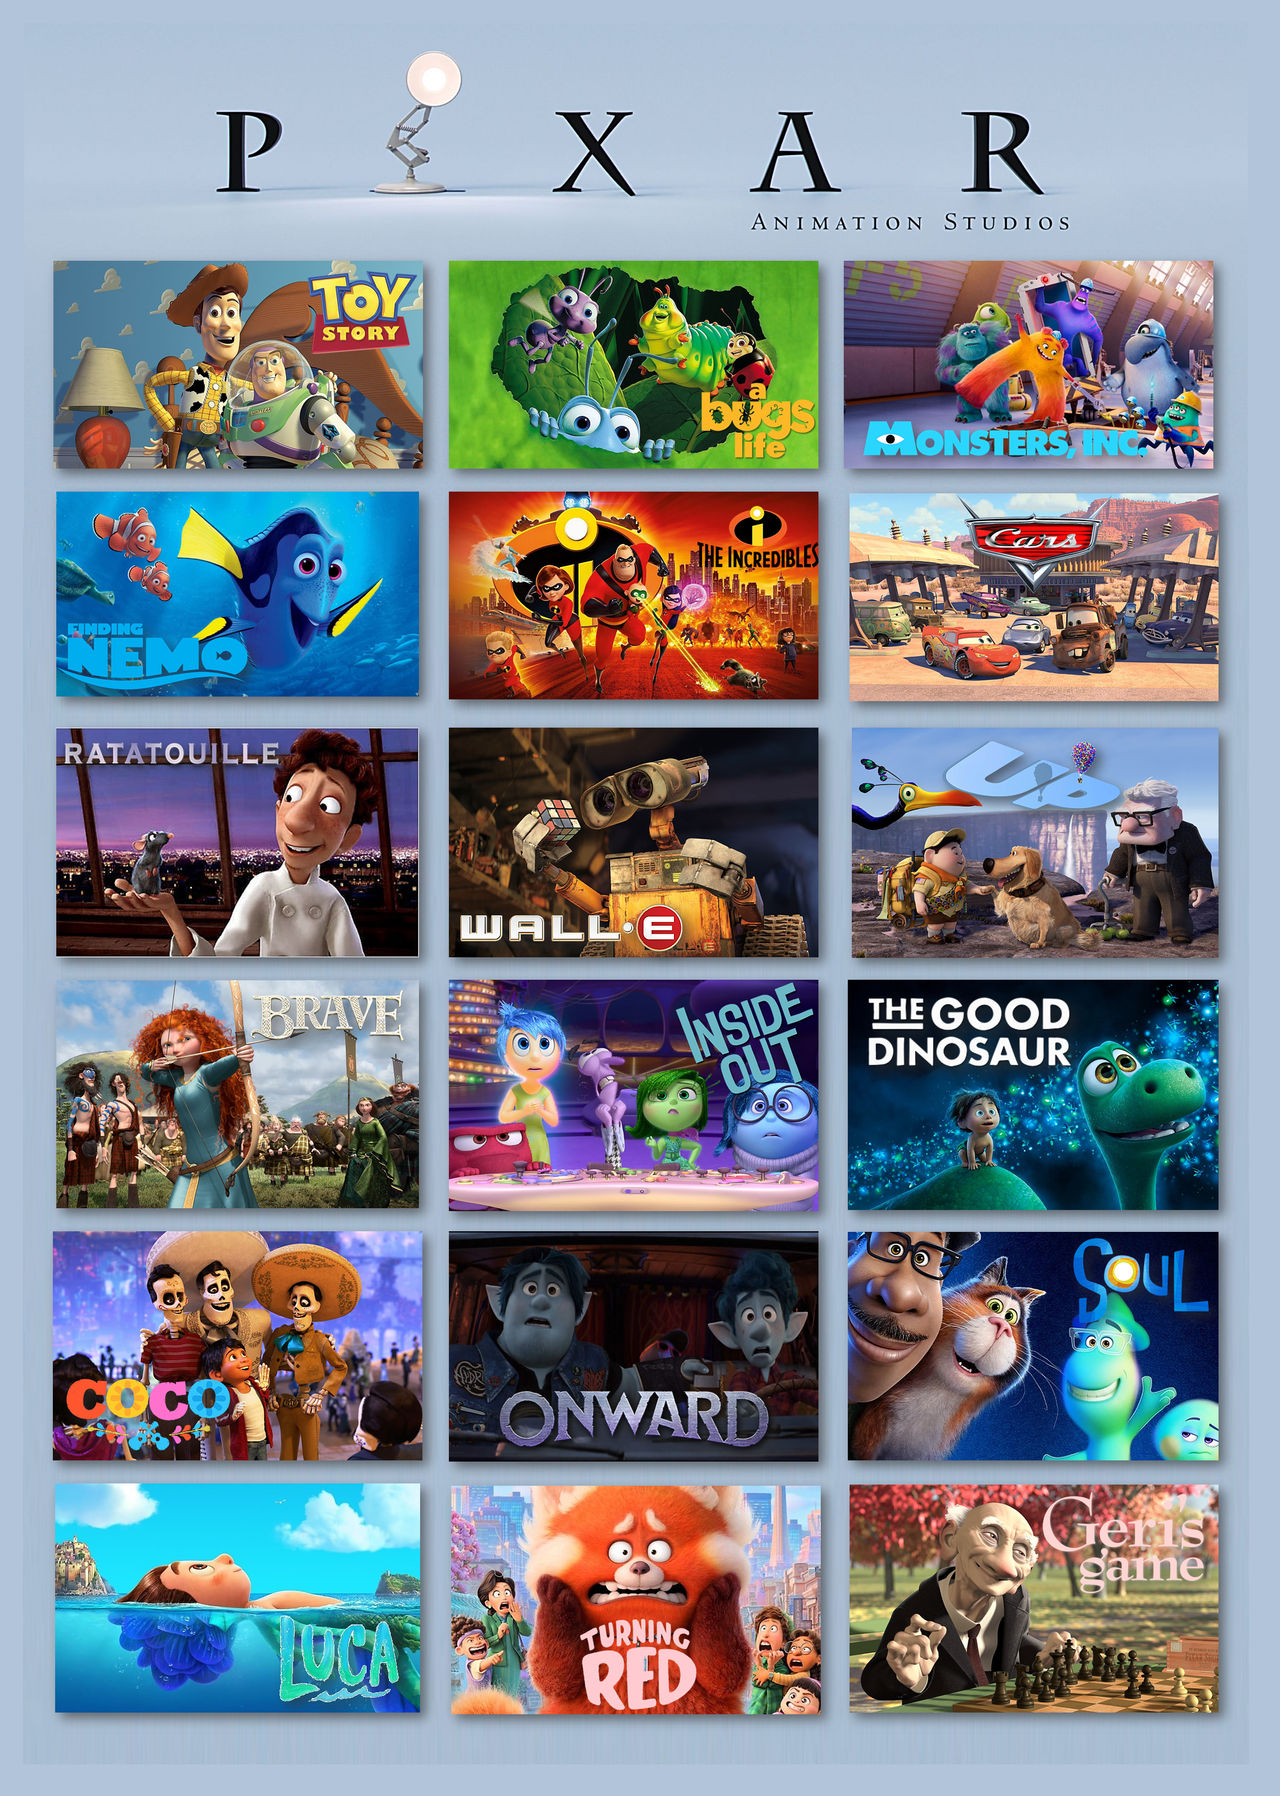 P X A R
ANIMATION STUDIOS
TOY
STORY
a
bugs
life
MONSTERS, INC.
FINDING
NEMO
i
THE INCREDIBLES
Cars
RATATOUILLE
WALL·E
UP
BRAVE
INSIDE
OUT
THE GOOD
DINOSAUR
COCO
ONWARD
SOUL
LUCA
TURNING
RED
Geri's
game